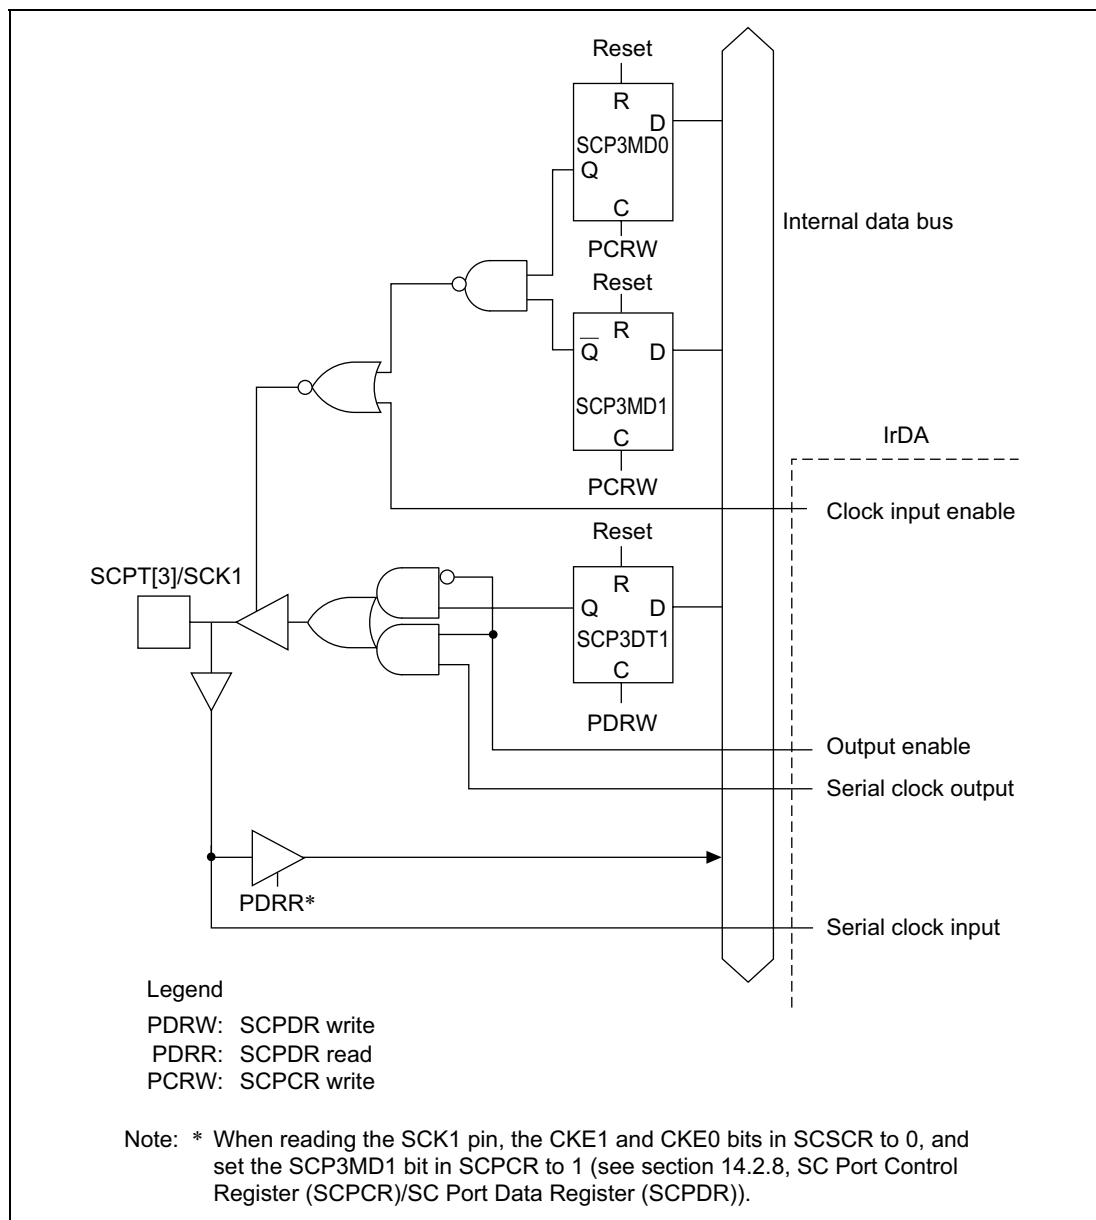 Reset
R
D
SCP3MD0
Q
C
Internal data bus
PCRW
Reset
R
Q
D
SCP3MD1
C
IrDA
PCRW
Clock input enable
Reset
SCPT[3]/SCK1
R
Q
D
SCP3DT1
C
PDRW
Output enable
Serial clock output
PDRR*
Serial clock input
Legend
PDRW: SCPDR write
PDRR: SCPDR read
PCRW: SCPCR write
Note: * When reading the SCK1 pin, the CKE1 and CKE0 bits in SCSCR to 0, and
set the SCP3MD1 bit in SCPCR to 1 (see section 14.2.8, SC Port Control
Register (SCPCR)/SC Port Data Register (SCPDR)).